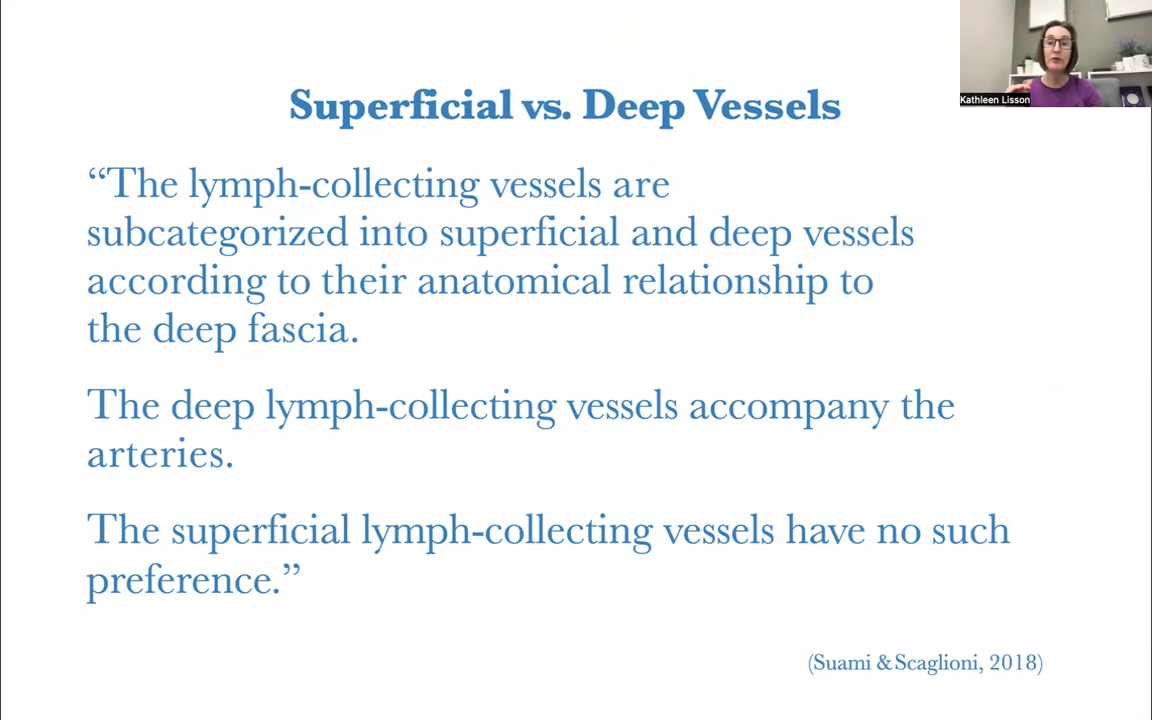 Kathleen Lisson
Superficial vs. Deep Vessels
“The lymph-collecting vessels are
subcategorized into superficial and deep vessels
according to their anatomical relationship to
the deep fascia.
The deep lymph-collecting vessels accompany the
arteries.
The superficial lymph-collecting vessels have no such
preference.”
(Suami & Scaglioni, 2018)